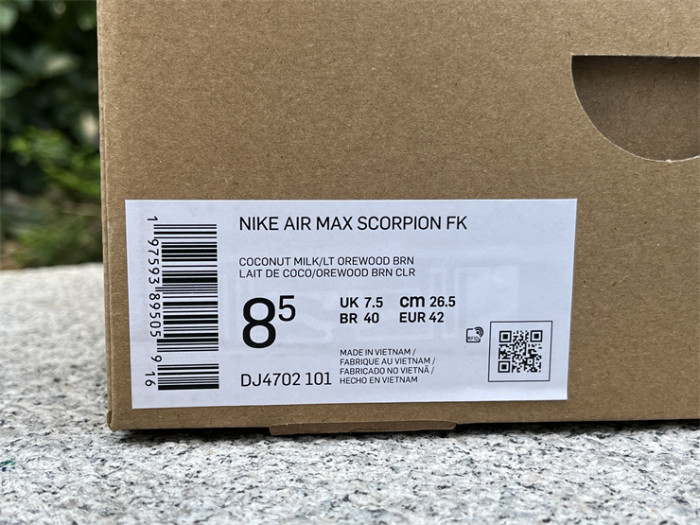 NIKE AIR MAX SCORPION FK
COCONUT MILK/LT OREWOOD BRN
LAIT DE COCO/OREWOOD BRN CLR
8⁵
UK 7.5 cm 26.5
BR 40 EUR 42
DJ4702 101
MADE IN VIETNAM /
FABRIQUE AU VIETNAM /
FABRICADO NO VIETNÃ /
HECHO EN VIETNAM
RFID
1 97593 89505 9 16